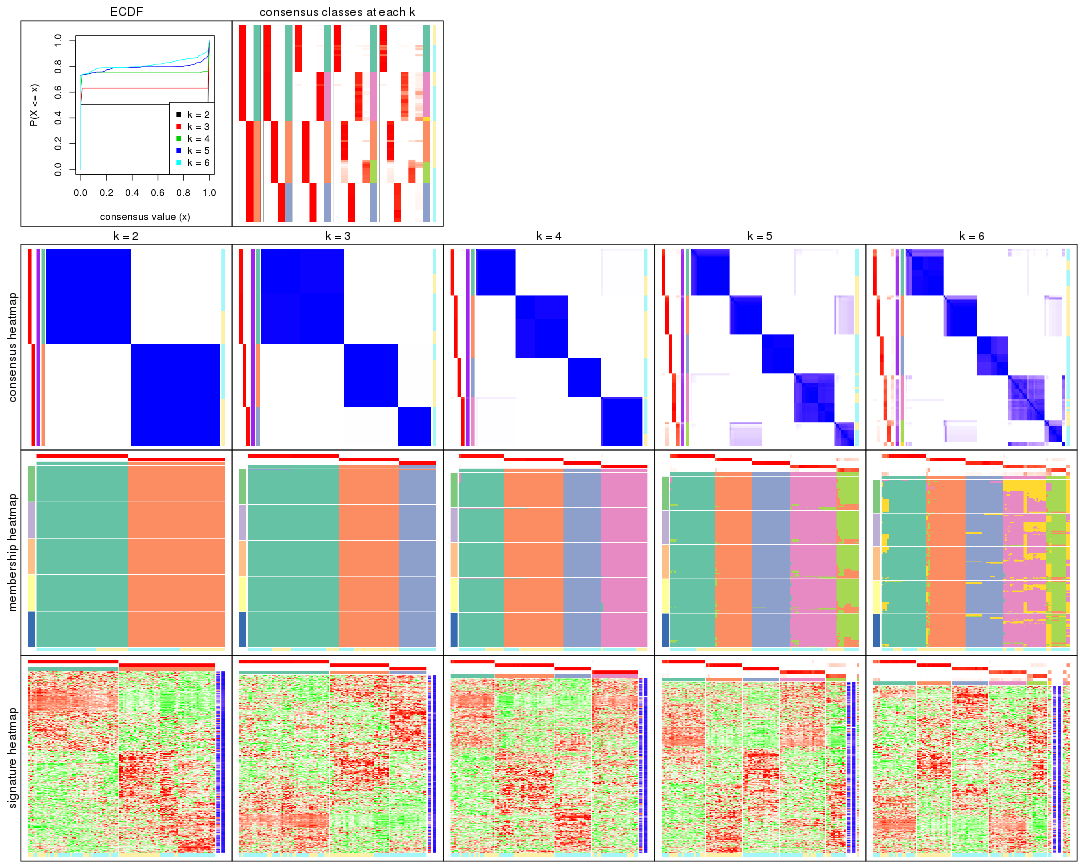 ECDF
consensus classes at each k
P(X <= x)
1.0
0.8
0.6
0.4
0.2
0.0
k = 2
k = 3
k = 4
k = 5
k = 6
0.0 0.2 0.4 0.6 0.8 1.0
consensus value (x)
k = 2 k = 3 k = 4 k = 5 k = 6
consensus heatmap
membership heatmap
signature heatmap